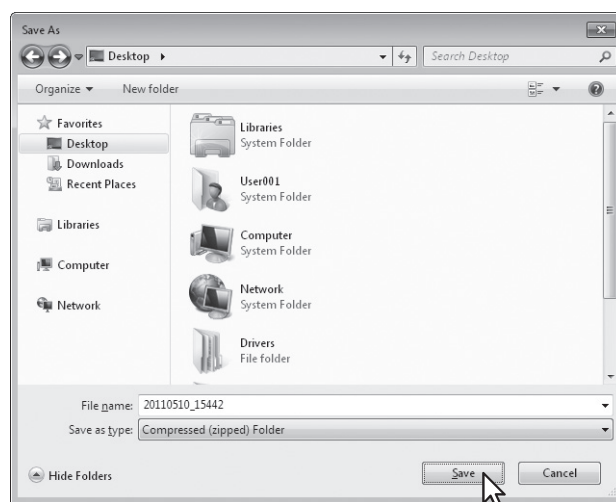 Save As
Desktop
Search Desktop
Organize
New folder
Favorites
Desktop
Downloads
Recent Places
Libraries
Computer
Network
Libraries
System Folder
User001
System Folder
Computer
System Folder
Network
System Folder
Drivers
File folder
File name: 20110510_15442
Save as type: Compressed (zipped) Folder
Hide Folders
Save
Cancel